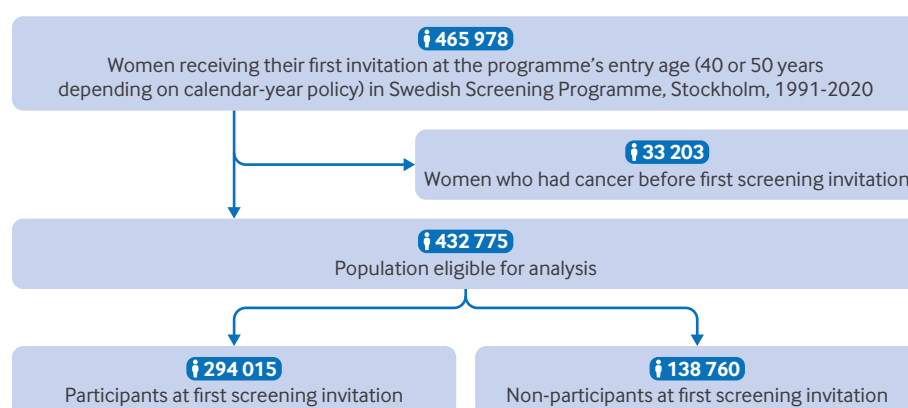 465 978
Women receiving their first invitation at the programme's entry age (40 or 50 years
depending on calendar-year policy) in Swedish Screening Programme, Stockholm, 1991-2020
33 203
Women who had cancer before first screening invitation
432 775
Population eligible for analysis
294 015
Participants at first screening invitation
138 760
Non-participants at first screening invitation